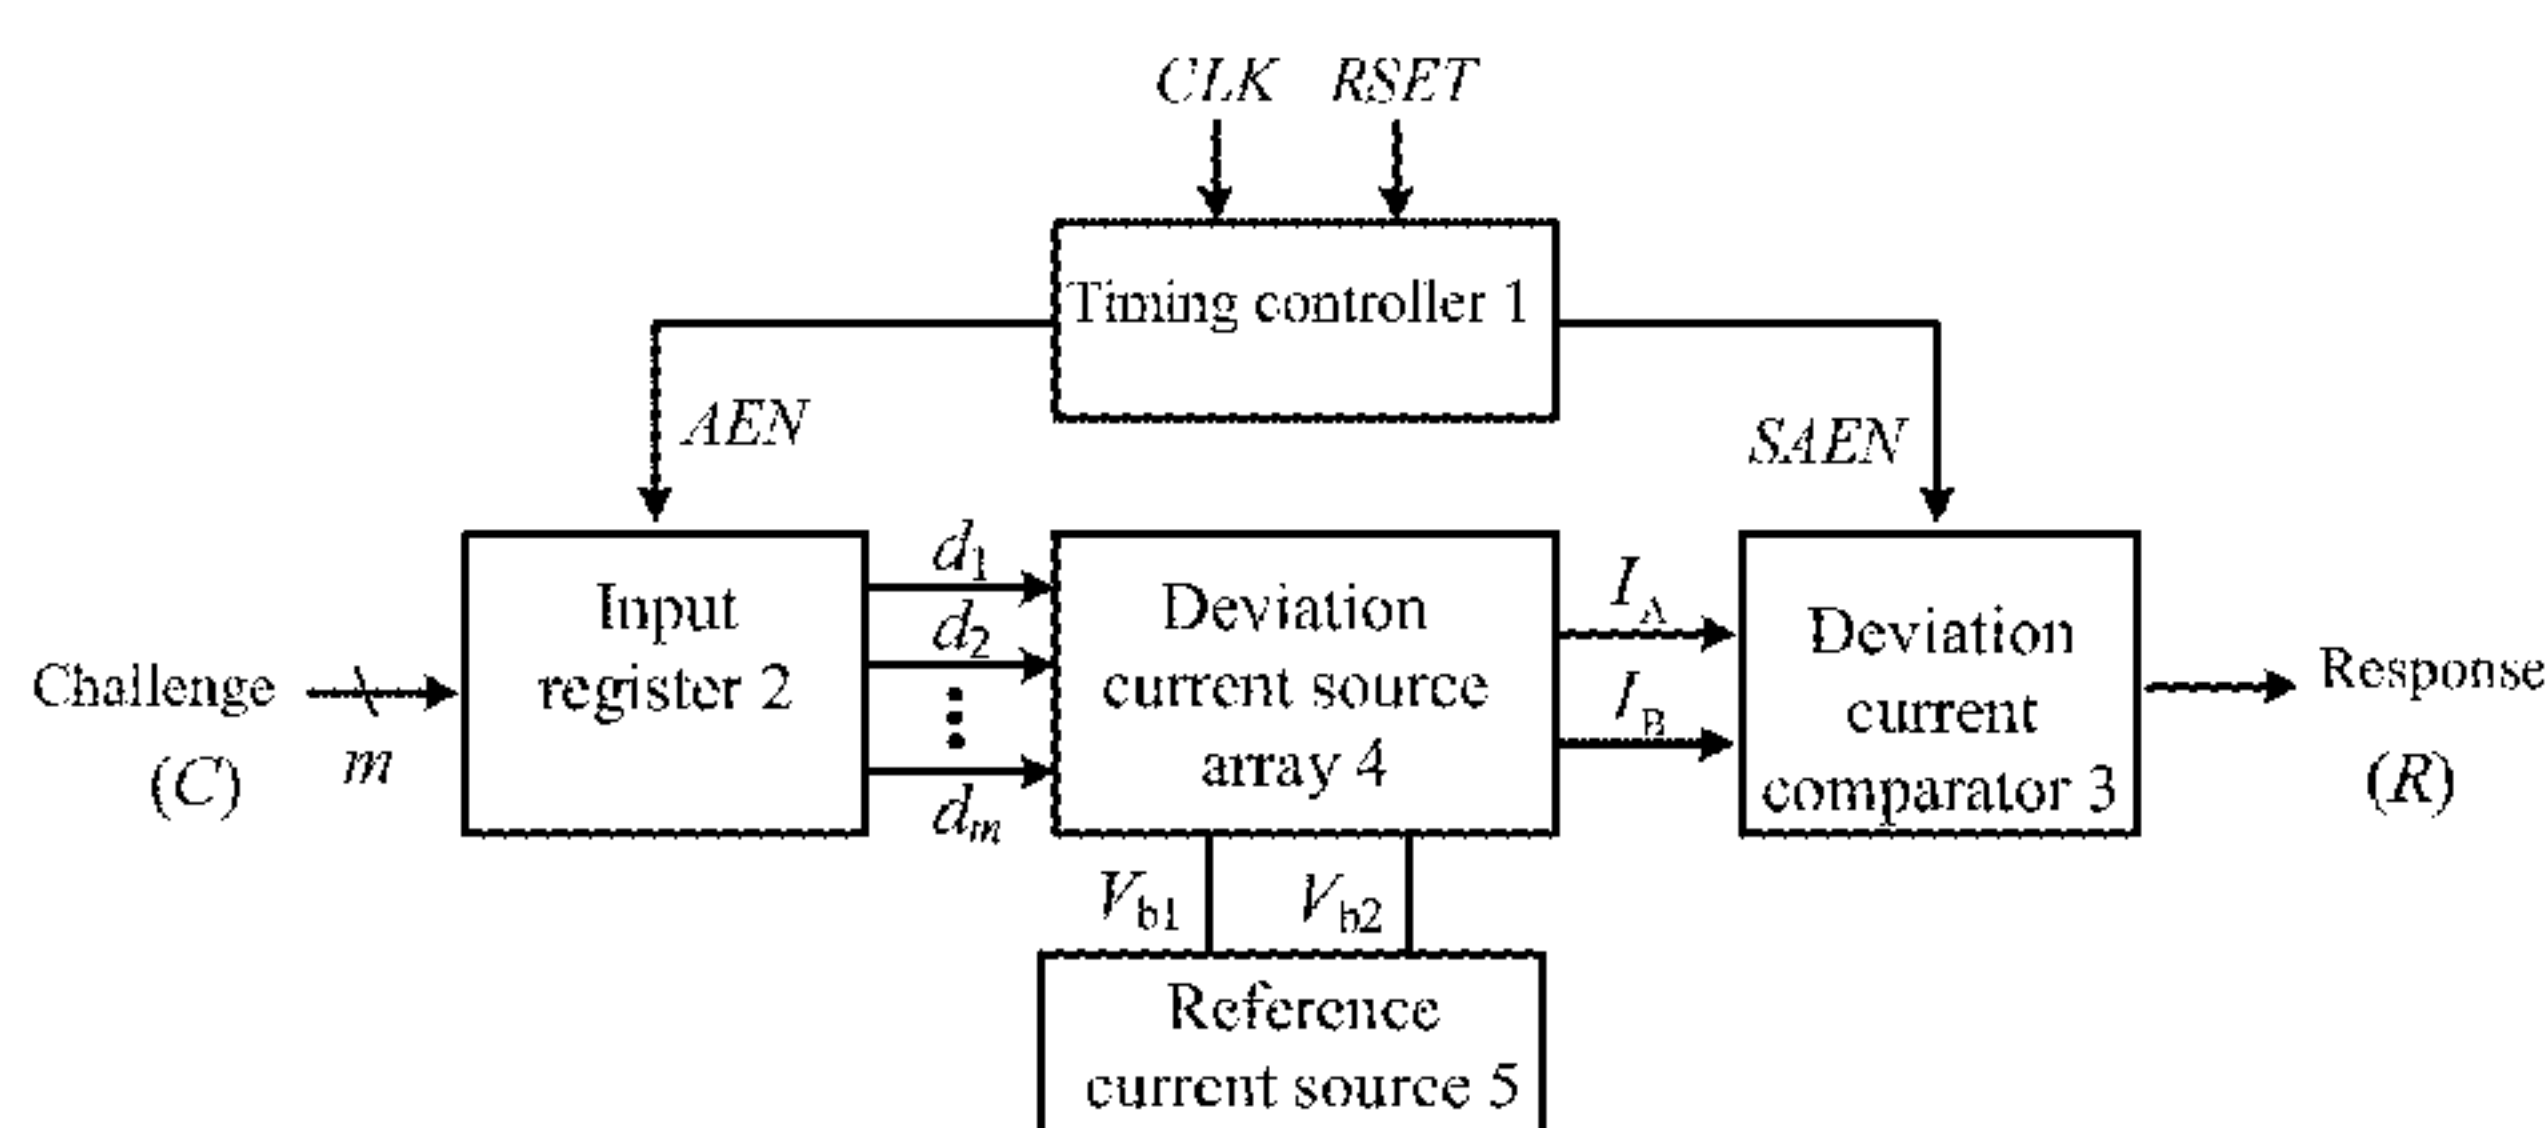 CLK RSET
Timing controller 1
AEN
SAEN
Challenge
(C)
m
Input
register 2
d1
d2
dm
Deviation
current source
array 4
IA
IB
Deviation
current
comparator 3
Response
(R)
Vb1 Vb2
Reference
current source 5